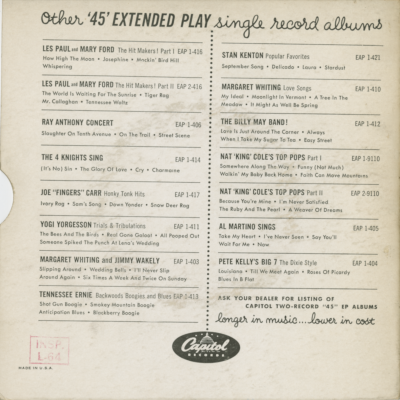 Other '45' EXTENDED PLAY single record albums
LES PAUL and MARY FORD The Hit Makers! Part I EAP 1-416
How High The Moon • Josephine • Mockin' Bird Hill
Whispering
LES PAUL and MARY FORD The Hit Makers! Part II EAP 2-416
The World Is Waiting For The Sunrise • Tiger Rag
Mr. Callaghan • Tennessee Waltz
RAY ANTHONY CONCERT EAP 1-406
Slaughter On Tenth Avenue • On The Trail • Street Scene
THE 4 KNIGHTS SING EAP 1-414
(It's No) Sin • The Glory Of Love • Cry • Charmaine
JOE "FINGERS" CARR Honky Tonk Hits EAP 1-417
Ivory Rag • Sam's Song • Down Yonder • Snow Deer Rag
YOGI YORGESSON Trials & Tribulations EAP 1-411
The Bees And The Birds • Real Gone Galoot • All Pooped Out
Someone Spiked The Punch At Lena's Wedding
MARGARET WHITING and JIMMY WAKELY EAP 1-403
Slipping Around • Wedding Bells • I'll Never Slip
Around Again • Six Times A Week And Twice On Sunday
TENNESSEE ERNIE Backwoods Boogies and Blues EAP 1-413
Shot Gun Boogie • Smokey Mountain Boogie
Anticipation Blues • Blackberry Boogie
STAN KENTON Popular Favorites EAP 1-421
September Song • Delicado • Laura • Stardust
MARGARET WHITING Love Songs EAP 1-410
My Ideal • Moonlight In Vermont • A Tree In The
Meadow • It Might As Well Be Spring
THE BILLY MAY BAND! EAP 1-412
Love Is Just Around The Corner • Always
When I Take My Sugar To Tea • Easy Street
NAT 'KING' COLE'S TOP POPS Part I EAP 1-9110
Somewhere Along The Way • Funny (Not Much)
Walkin' My Baby Back Home • Faith Can Move Mountains
NAT 'KING' COLE'S TOP POPS Part II EAP 2-9110
Because You're Mine • I'm Never Satisfied
The Ruby And The Pearl • A Weaver Of Dreams
AL MARTINO SINGS EAP 1-405
Take My Heart • I've Never Seen • Say You'll
Wait For Me • Now
PETE KELLY'S BIG 7 The Dixie Style EAP 1-404
Louisiana • Till We Meet Again • Roses Of Picardy
Blues In B Flat
ASK YOUR DEALER FOR LISTING OF
CAPITOL TWO-RECORD "45" EP ALBUMS
longer in music...lower in cost
Capitol
RECORDS
INSP.
L-64
MADE IN U.S.A.